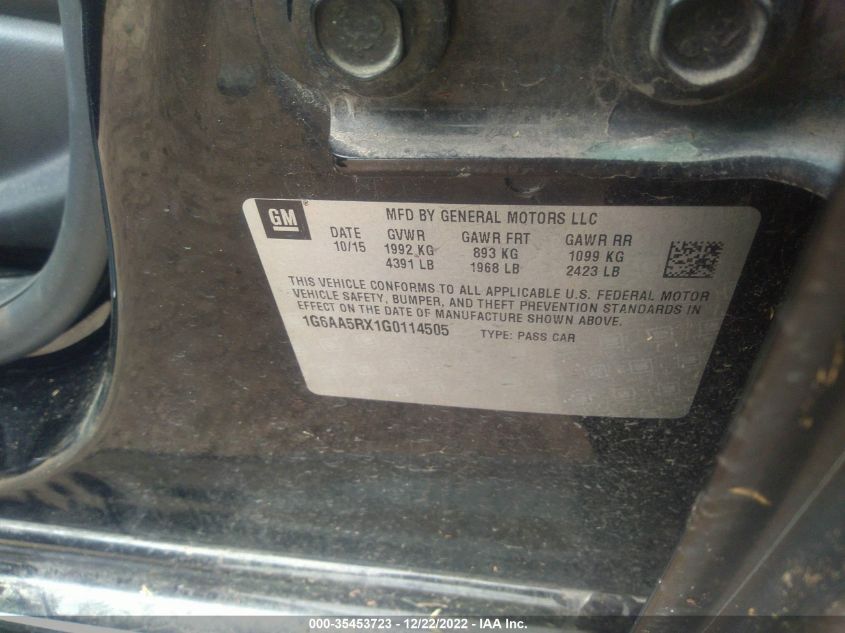 GM
MFD BY GENERAL MOTORS LLC
DATE GVWR GAWR FRT GAWR RR
10/15 1992 KG 893 KG 1099 KG
4391 LB 1968 LB 2423 LB
THIS VEHICLE CONFORMS TO ALL APPLICABLE U.S. FEDERAL MOTOR
VEHICLE SAFETY, BUMPER, AND THEFT PREVENTION STANDARDS IN
EFFECT ON THE DATE OF MANUFACTURE SHOWN ABOVE.
1G6AA5RX1G0114505 TYPE: PASS CAR
000-35453723 - 12/22/2022 - IAA Inc.